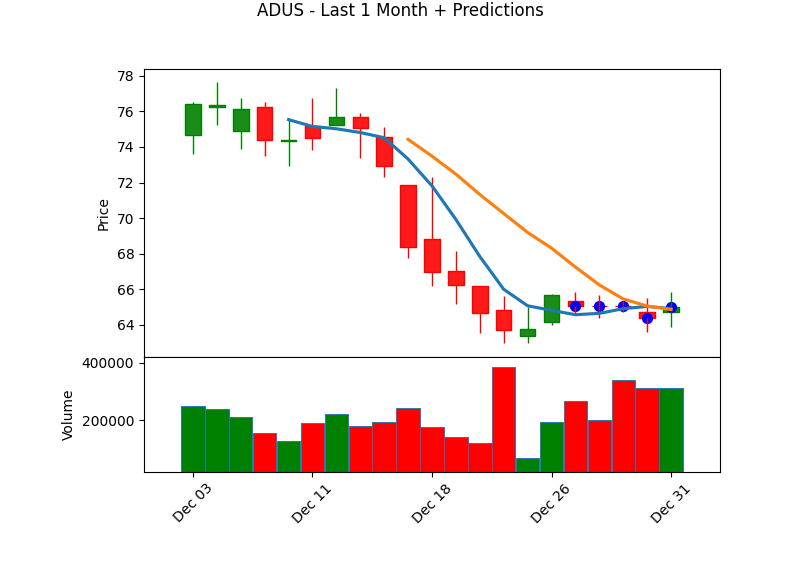 ADUS - Last 1 Month + Predictions
78
76
74
72
70
68
66
64
Price
400000
200000
Volume
Dec 03
Dec 11
Dec 18
Dec 26
Dec 31